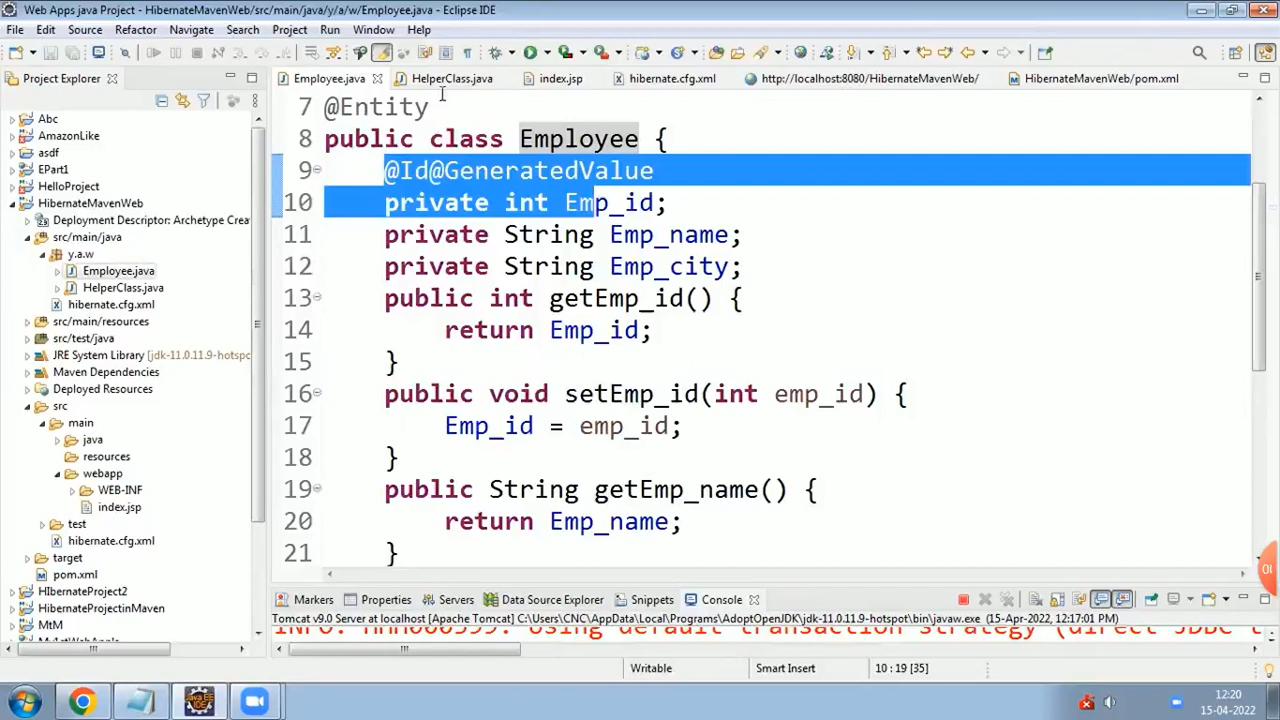 Web Apps.java Project - HibernateMavenWeb/src/main/java/y/a/w/Employee.java - Eclipse IDE
File Edit Source Refactor Navigate Search Project Run Window Help
Project Explorer
Employee.java HelperClass.java index.jsp hibernate.cfg.xml http://localhost:8080/HibernateMavenWeb/ HibernateMavenWeb/pom.xml
Abc
AmazonLike
asdf
EPart1
HelloProject
HibernateMavenWeb
Deployment Descriptor: Archetype Crea
src/main/java
y.a.w
Employee.java
HelperClass.java
hibernate.cfg.xml
src/main/resources
src/test/java
JRE System Library [jdk-11.0.11.9-hotspo
Maven Dependencies
Deployed Resources
src
main
java
resources
webapp
WEB-INF
index.jsp
test
hibernate.cfg.xml
target
pom.xml
HIbernateProject2
HibernateProjectinMaven
MtM
7 @Entity
8 public class Employee {
9 @Id@GeneratedValue
10 private int Emp_id;
11 private String Emp_name;
12 private String Emp_city;
13 public int getEmp_id() {
14 return Emp_id;
15 }
16 public void setEmp_id(int emp_id) {
17 Emp_id = emp_id;
18 }
19 public String getEmp_name() {
20 return Emp_name;
21 }
Markers Properties Servers Data Source Explorer Snippets Console
Tomcat v9.0 Server at localhost [Apache Tomcat] C:\Users\CNC\AppData\Local\Programs\AdoptOpenJDK\jdk-11.0.11.9-hotspot\bin\javaw.exe (15-Apr-2022, 12:17:01 PM)
INFO: HHH000399: Using default transaction strategy (direct JDBC t
Writable Smart Insert 10 : 19 [35]
12:20
15-04-2022